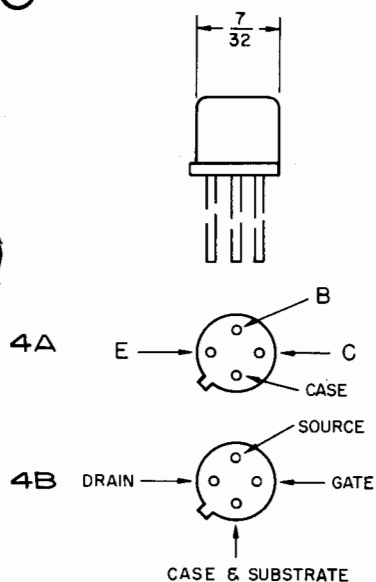 7
32
B
4A
E
C
CASE
SOURCE
4B
DRAIN
GATE
CASE & SUBSTRATE